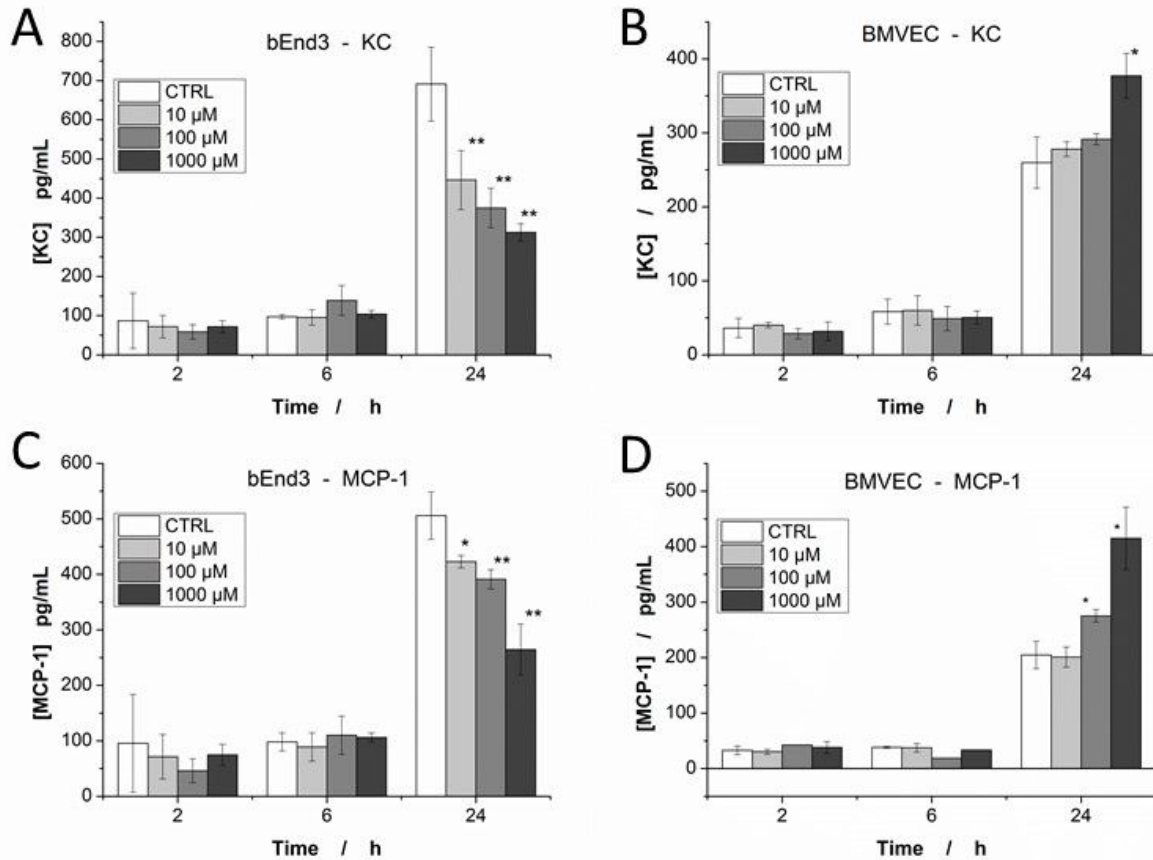 A
bEnd3 - KC
CTRL
10 µM
100 µM
1000 µM
[KC] pg/mL
800
700
600
500
400
300
200
100
0
**
**
**
2
6
24
Time / h
B
BMVEC - KC
CTRL
10 µM
100 µM
1000 µM
[KC] / pg/mL
400
300
200
100
0
*
2
6
24
Time / h
C
bEnd3 - MCP-1
CTRL
10 µM
100 µM
1000 µM
[MCP-1] pg/mL
600
500
400
300
200
100
0
*
**
**
2
6
24
Time / h
D
BMVEC - MCP-1
CTRL
10 µM
100 µM
1000 µM
[MCP-1] / pg/mL
500
400
300
200
100
0
*
*
2
6
24
Time / h